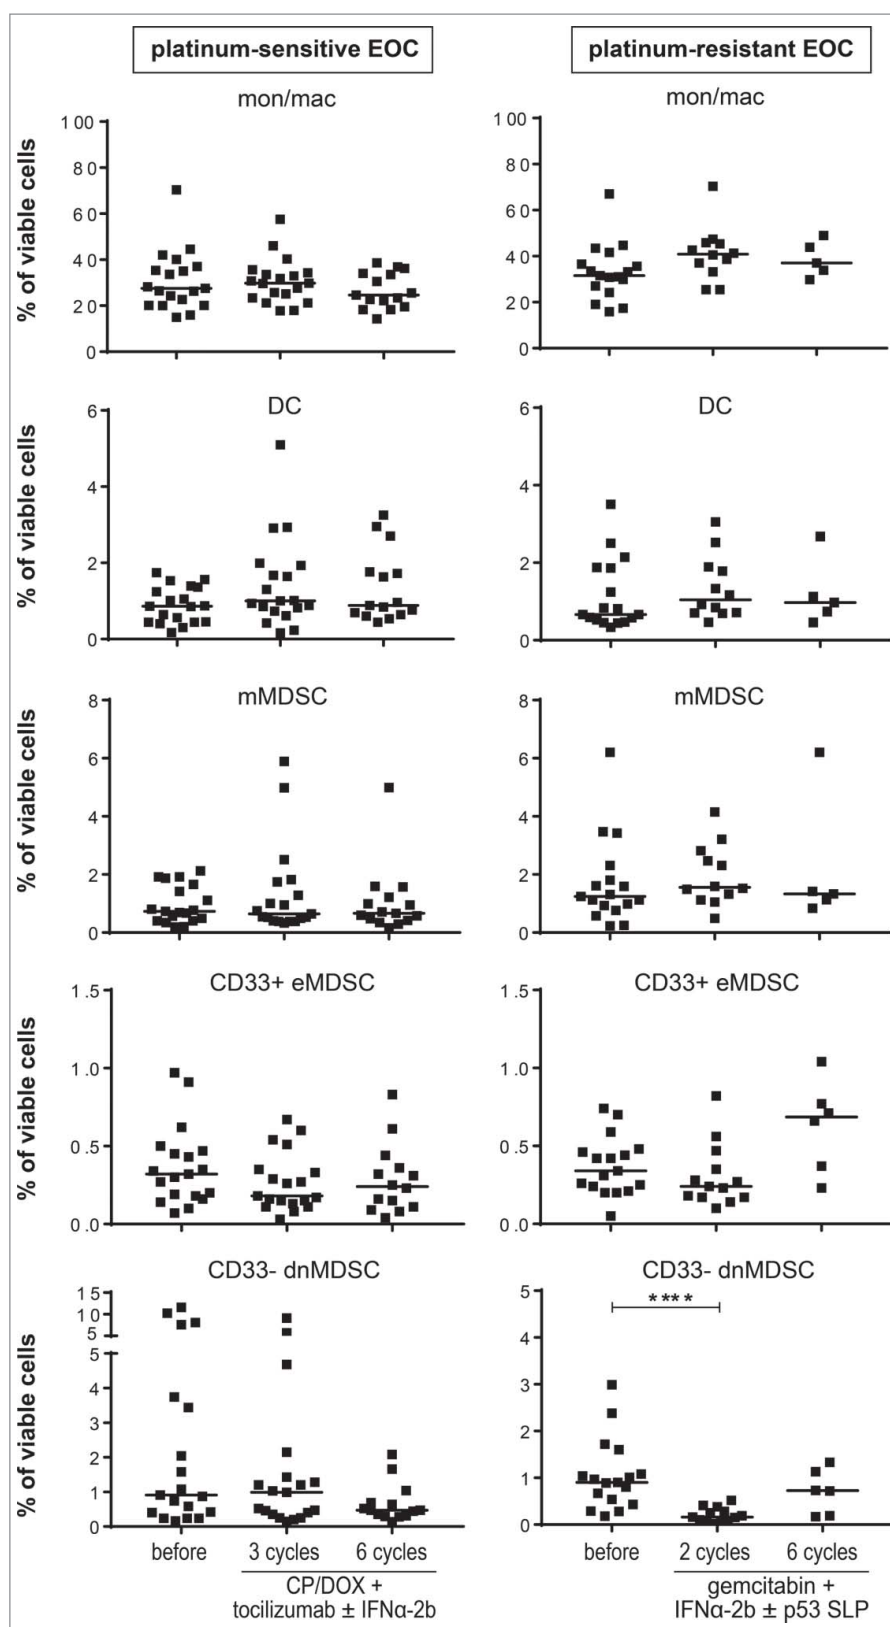 platinum-sensitive EOC
platinum-resistant EOC
mon/mac
mon/mac
% of viable cells
100
80
60
40
20
0
100
80
60
40
20
0
DC
DC
% of viable cells
6
4
2
0
6
4
2
0
mMDSC
mMDSC
% of viable cells
8
6
4
2
0
8
6
4
2
0
CD33+ eMDSC
CD33+ eMDSC
% of viable cells
1.5
1.0
0.5
0.0
1.5
1.0
0.5
0.0
CD33- dnMDSC
CD33- dnMDSC
% of viable cells
15
10
5
5
4
3
2
1
0
5
4
3
2
1
0
****
before 3 cycles 6 cycles
CP/DOX +
tocilizumab ± IFNα-2b
before 2 cycles 6 cycles
gemcitabin +
IFNα-2b ± p53 SLP